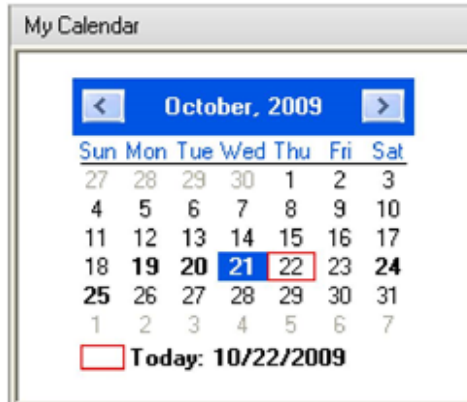 My Calendar
October, 2009
Sun Mon Tue Wed Thu Fri Sat
27 28 29 30 1 2 3
4 5 6 7 8 9 10
11 12 13 14 15 16 17
18 19 20 21 22 23 24
25 26 27 28 29 30 31
1 2 3 4 5 6 7
Today: 10/22/2009